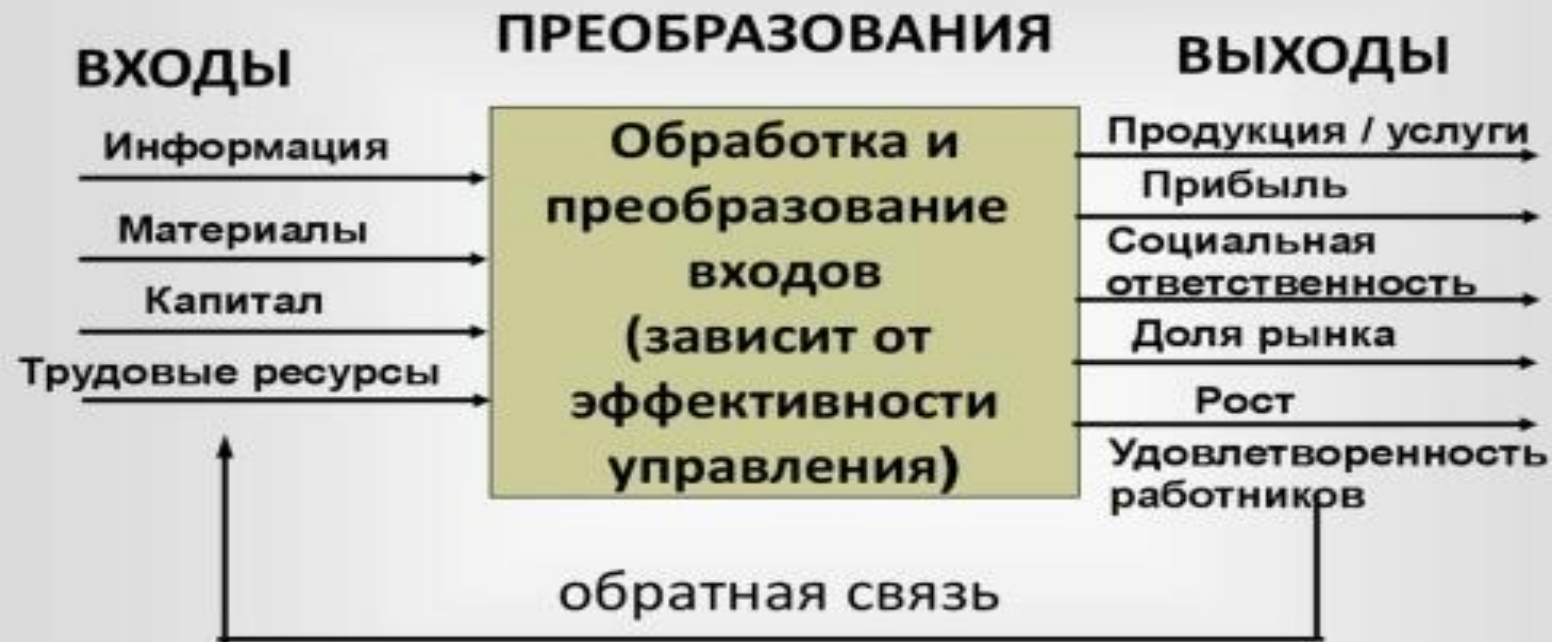 ПРЕОБРАЗОВАНИЯ
ВХОДЫ
ВЫХОДЫ
Информация
Материалы
Капитал
Трудовые ресурсы
Обработка и
преобразование
входов
(зависит от
эффективности
управления)
Продукция / услуги
Прибыль
Социальная
ответственность
Доля рынка
Рост
Удовлетворенность
работников
обратная связь